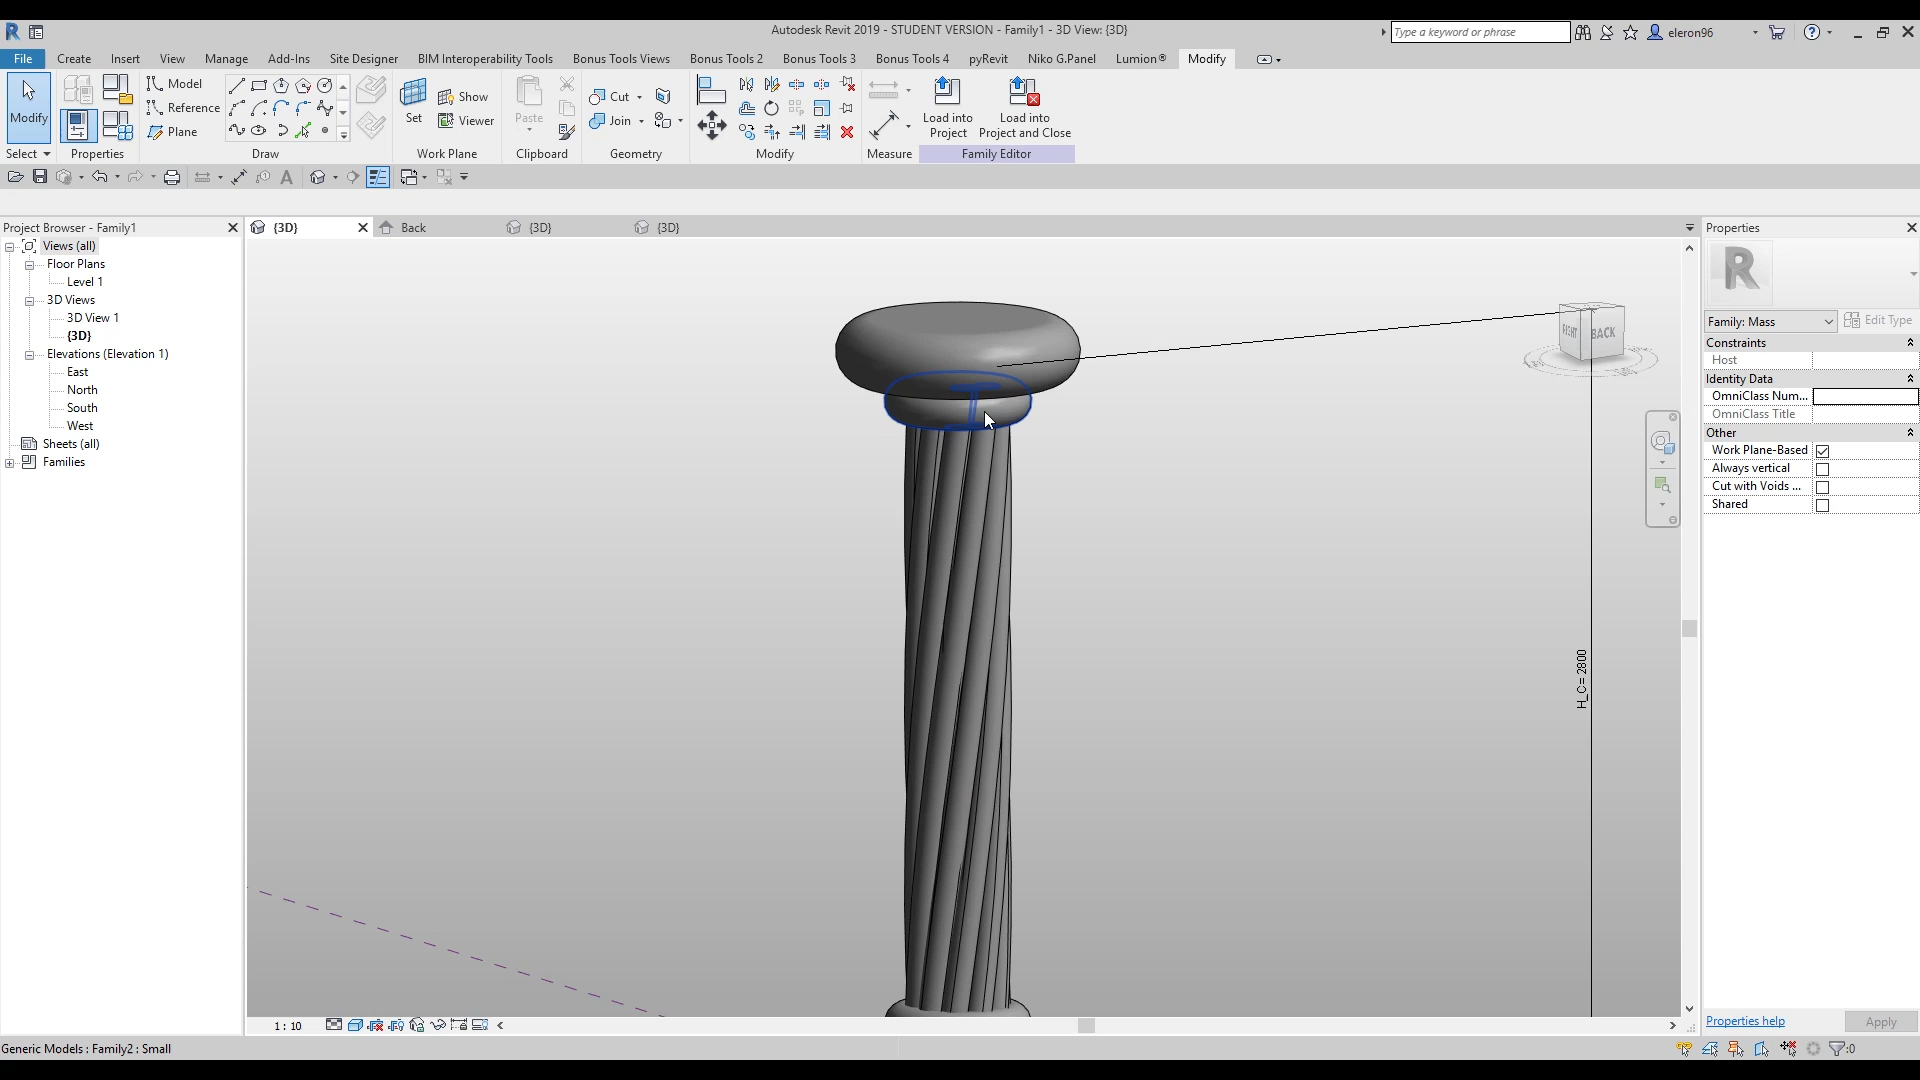 Autodesk Revit 2019 - STUDENT VERSION - Family1 - 3D View: {3D}
Type a keyword or phrase
eleron96
File Create Insert View Manage Add-Ins Site Designer BIM Interoperability Tools Bonus Tools Views Bonus Tools 2 Bonus Tools 3 Bonus Tools 4 pyRevit Niko G.Panel Lumion® Modify
Modify
Model
Reference
Plane
Set
Show
Viewer
Paste
Cut
Join
Load into
Project
Load into
Project and Close
Select Properties Draw Work Plane Clipboard Geometry Modify Measure Family Editor
Project Browser - Family1
{3D}
Back
{3D}
{3D}
Properties
Views (all)
Floor Plans
Level 1
3D Views
3D View 1
{3D}
Elevations (Elevation 1)
East
North
South
West
Sheets (all)
Families
RIGHT
BACK
H_C = 2800
Family: Mass
Edit Type
Constraints
Host
Identity Data
OmniClass Num...
OmniClass Title
Other
Work Plane-Based
Always vertical
Cut with Voids ...
Shared
1 : 10
Properties help
Apply
Generic Models : Family2 : Small
:0